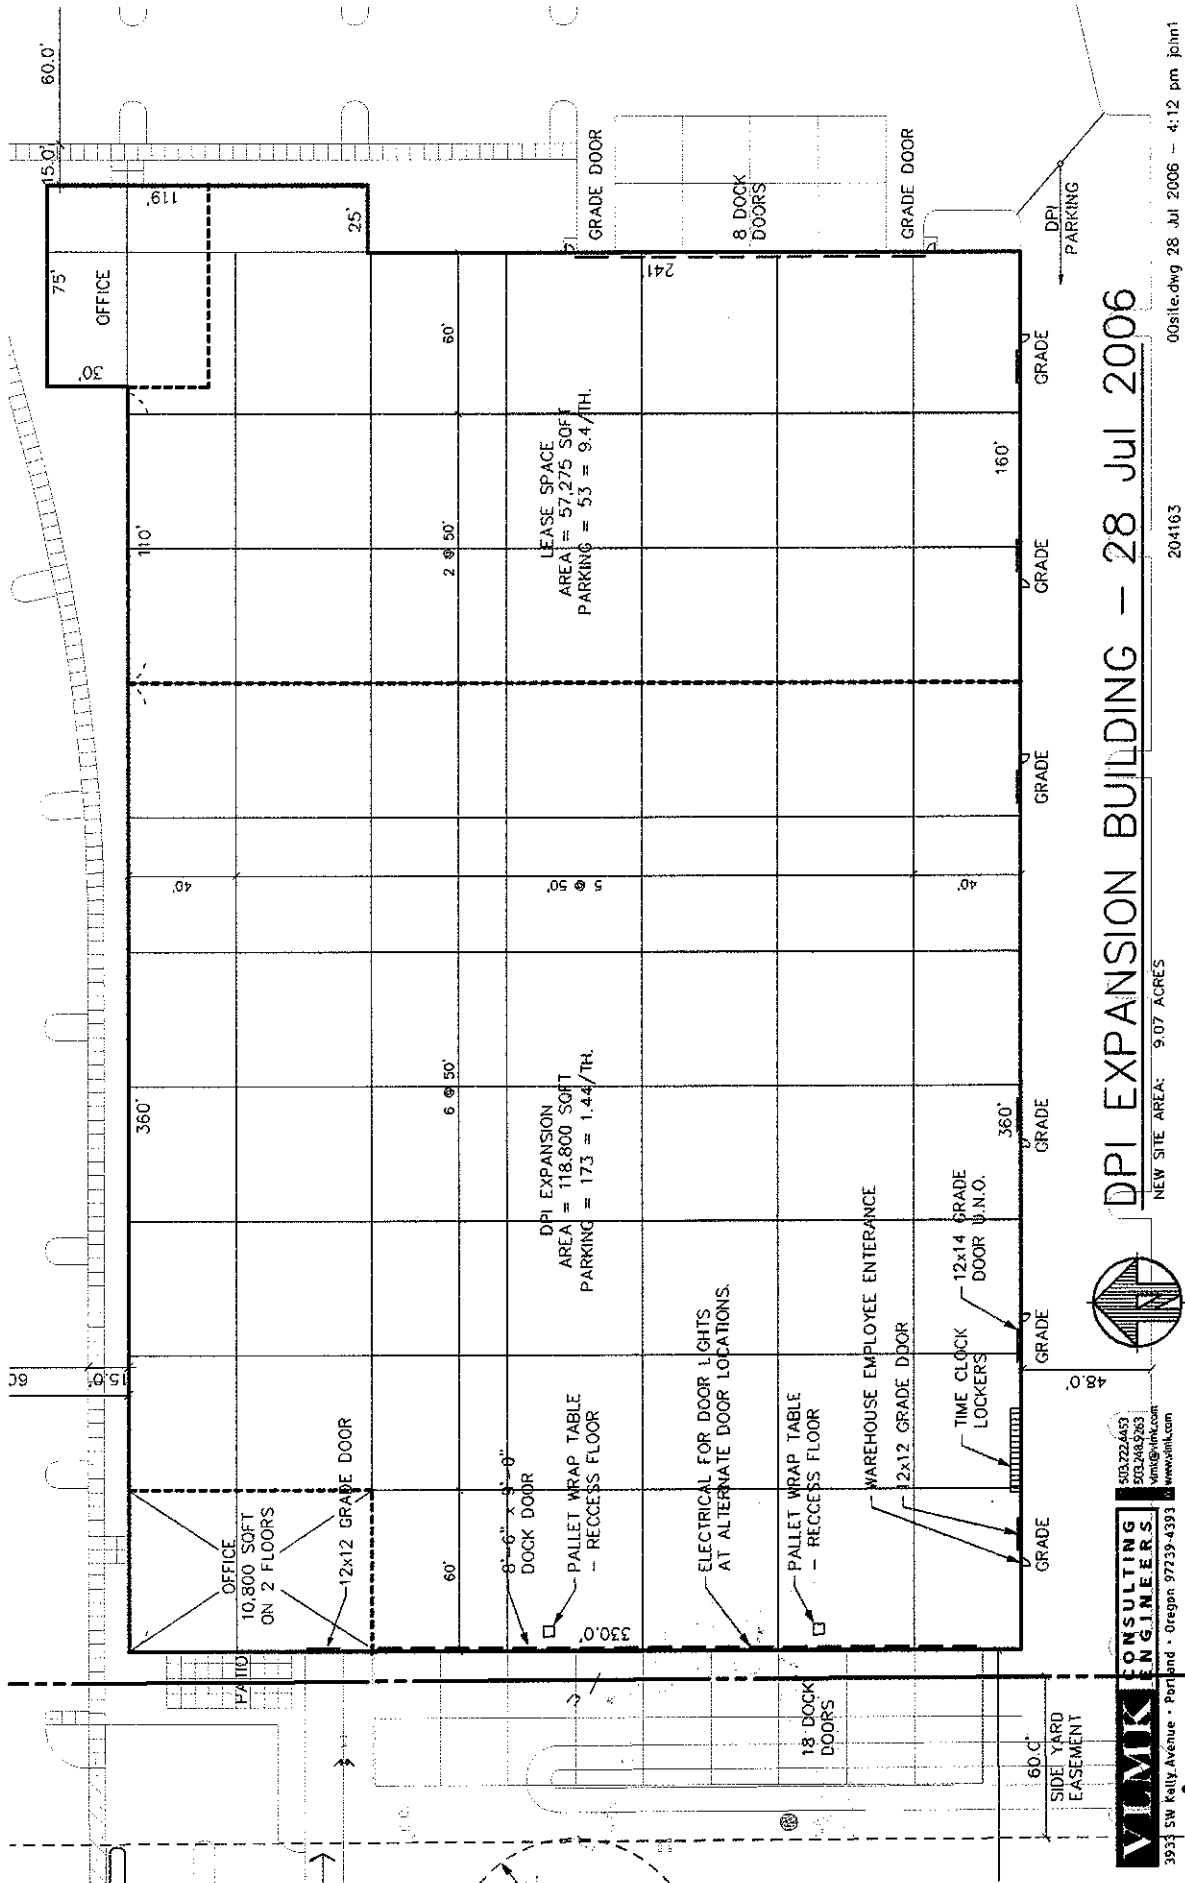 60.0'
15.0'
75'
OFFICE
30'
119'
25'
110'
360'
GRADE DOOR
8 DOCK
DOORS
GRADE DOOR
241'
60'
2 @ 50'
LEASE SPACE
AREA = 57,275 SQFT
PARKING = 53 = 9.4/TH.
160'
DPI
PARKING
GRADE
GRADE
GRADE
GRADE
GRADE
GRADE
40'
5 @ 50'
40'
6 @ 50'
DPI EXPANSION
AREA = 118,800 SQFT
PARKING = 173 = 1.44/TH.
360'
60
15.0'
OFFICE
10,800 SQFT
ON 2 FLOORS
12x12 GRADE DOOR
PATIO
60'
8'-6" x 9'-0"
DOCK DOOR
PALLET WRAP TABLE
- RECCESS FLOOR
330.0'
ELECTRICAL FOR DOOR LIGHTS
AT ALTERNATE DOOR LOCATIONS.
PALLET WRAP TABLE
- RECCESS FLOOR
WAREHOUSE EMPLOYEE ENTERANCE
12x12 GRADE DOOR
TIME CLOCK
LOCKERS
12x14 GRADE
DOOR U.N.O.
18 DOCK
DOORS
60.0'
SIDE YARD
EASEMENT
48.0'
N
DPI EXPANSION BUILDING - 28 Jul 2006
NEW SITE AREA: 9.07 ACRES
204163
00site.dwg 28 Jul 2006 - 4:12 pm john1
VLMK CONSULTING
ENGINEERS
503.222.4453
503.248.9263
vlmk@vlmk.com
www.vlmk.com
3933 SW Kelly Avenue • Portland • Oregon 97239-4393